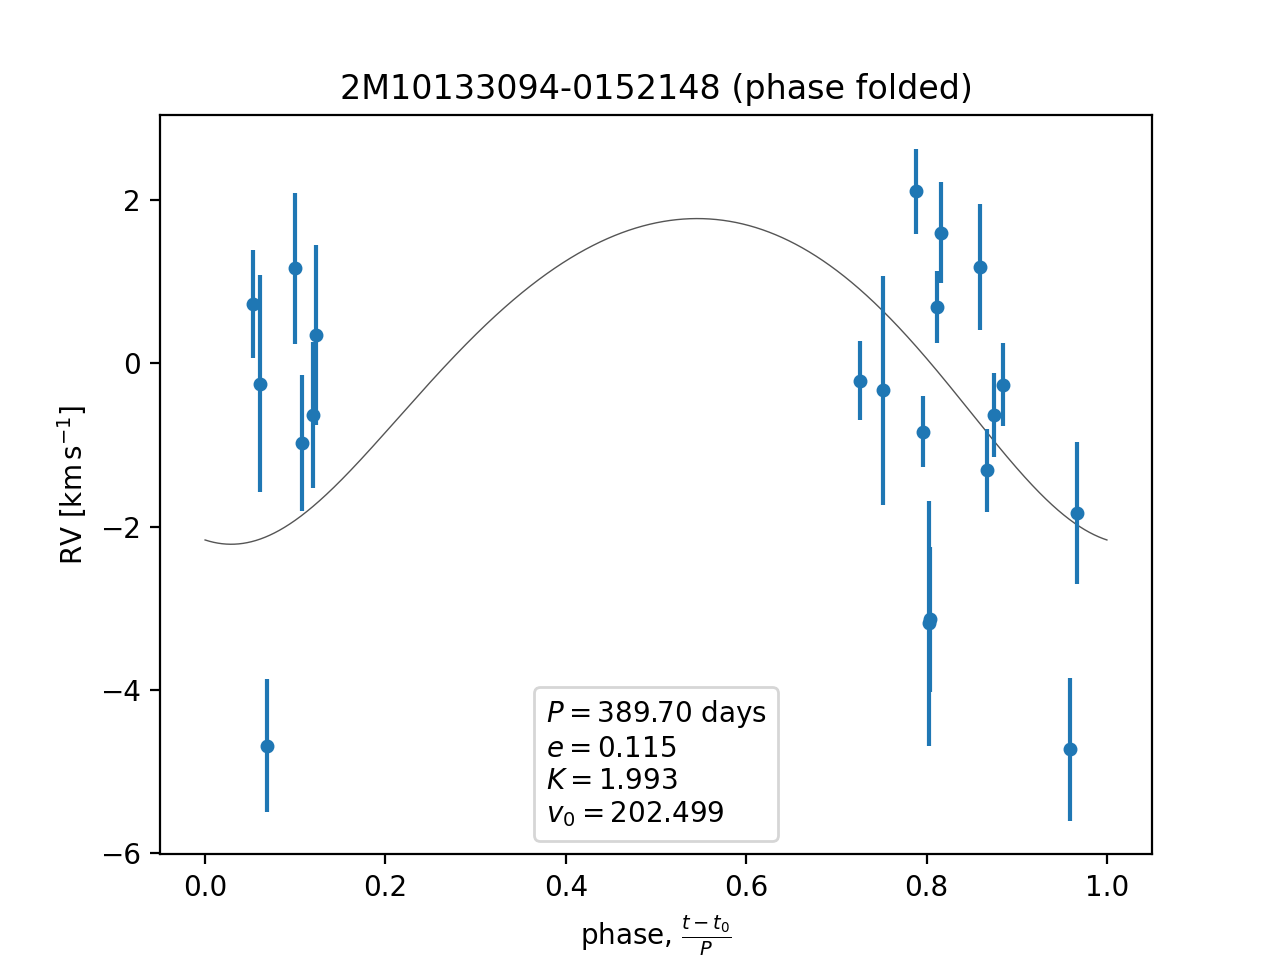 2M10133094-0152148 (phase folded)
RV [km s⁻¹]
2
0
−2
−4
−6
P = 389.70 days
e = 0.115
K = 1.993
v₀ = 202.499
0.0 0.2 0.4 0.6 0.8 1.0
phase, (t − t₀)/P